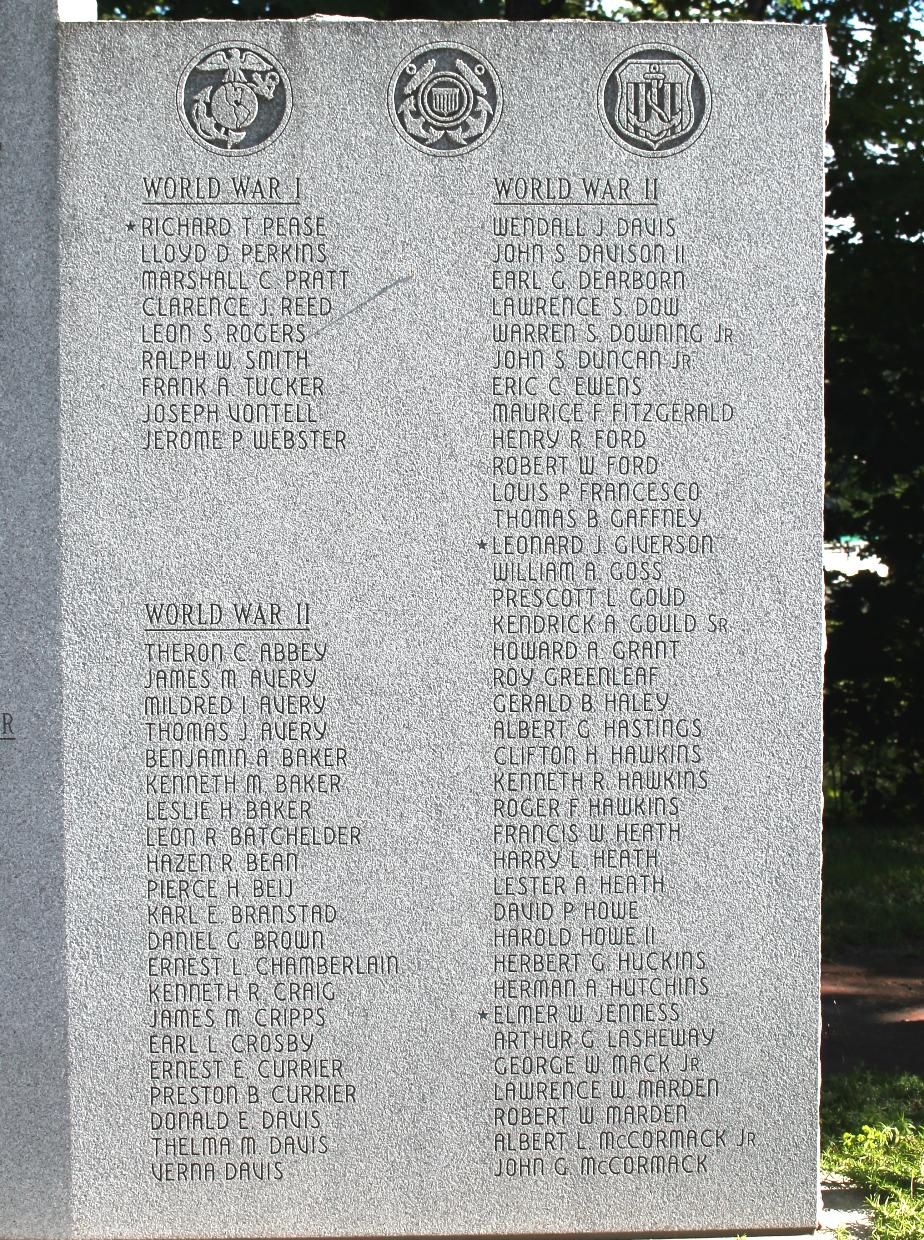 WORLD WAR I
★RICHARD T. PEASE
LLOYD D. PERKINS
MARSHALL C. PRATT
CLARENCE J. REED
LEON S. ROGERS
RALPH W. SMITH
FRANK A. TUCKER
JOSEPH VONTELL
JEROME P. WEBSTER
WORLD WAR II
THERON C. ABBEY
JAMES M. AVERY
MILDRED I. AVERY
THOMAS J. AVERY
BENJAMIN A. BAKER
KENNETH M. BAKER
LESLIE H. BAKER
LEON R. BATCHELDER
HAZEN R. BEAN
PIERCE H. BEIJ
KARL E. BRANSTAD
DANIEL G. BROWN
ERNEST L. CHAMBERLAIN
KENNETH R. CRAIG
JAMES M. CRIPPS
EARL L. CROSBY
ERNEST E. CURRIER
PRESTON B. CURRIER
DONALD E. DAVIS
THELMA M. DAVIS
VERNA DAVIS
WORLD WAR II
WENDALL J. DAVIS
JOHN S. DAVISON II
EARL G. DEARBORN
LAWRENCE S. DOW
WARREN S. DOWNING JR
JOHN S. DUNCAN JR
ERIC C. EWENS
MAURICE F. FITZGERALD
HENRY R. FORD
ROBERT W. FORD
LOUIS P. FRANCESCO
THOMAS B. GAFFNEY
★LEONARD J. GIVERSON
WILLIAM A. GOSS
PRESCOTT L. GOUD
KENDRICK A. GOULD SR.
HOWARD A. GRANT
ROY GREENLEAF
GERALD B. HALEY
ALBERT G. HASTINGS
CLIFTON H. HAWKINS
KENNETH R. HAWKINS
ROGER F. HAWKINS
FRANCIS W. HEATH
HARRY L. HEATH
LESTER A. HEATH
DAVID P. HOWE
HAROLD HOWE II
HERBERT G. HUCKINS
HERMAN A. HUTCHINS
★ELMER W. JENNESS
ARTHUR G. LASHEWAY
GEORGE W. MACK JR
LAWRENCE W. MARDEN
ROBERT W. MARDEN
ALBERT L. McCORMACK JR
JOHN G. McCORMACK
R